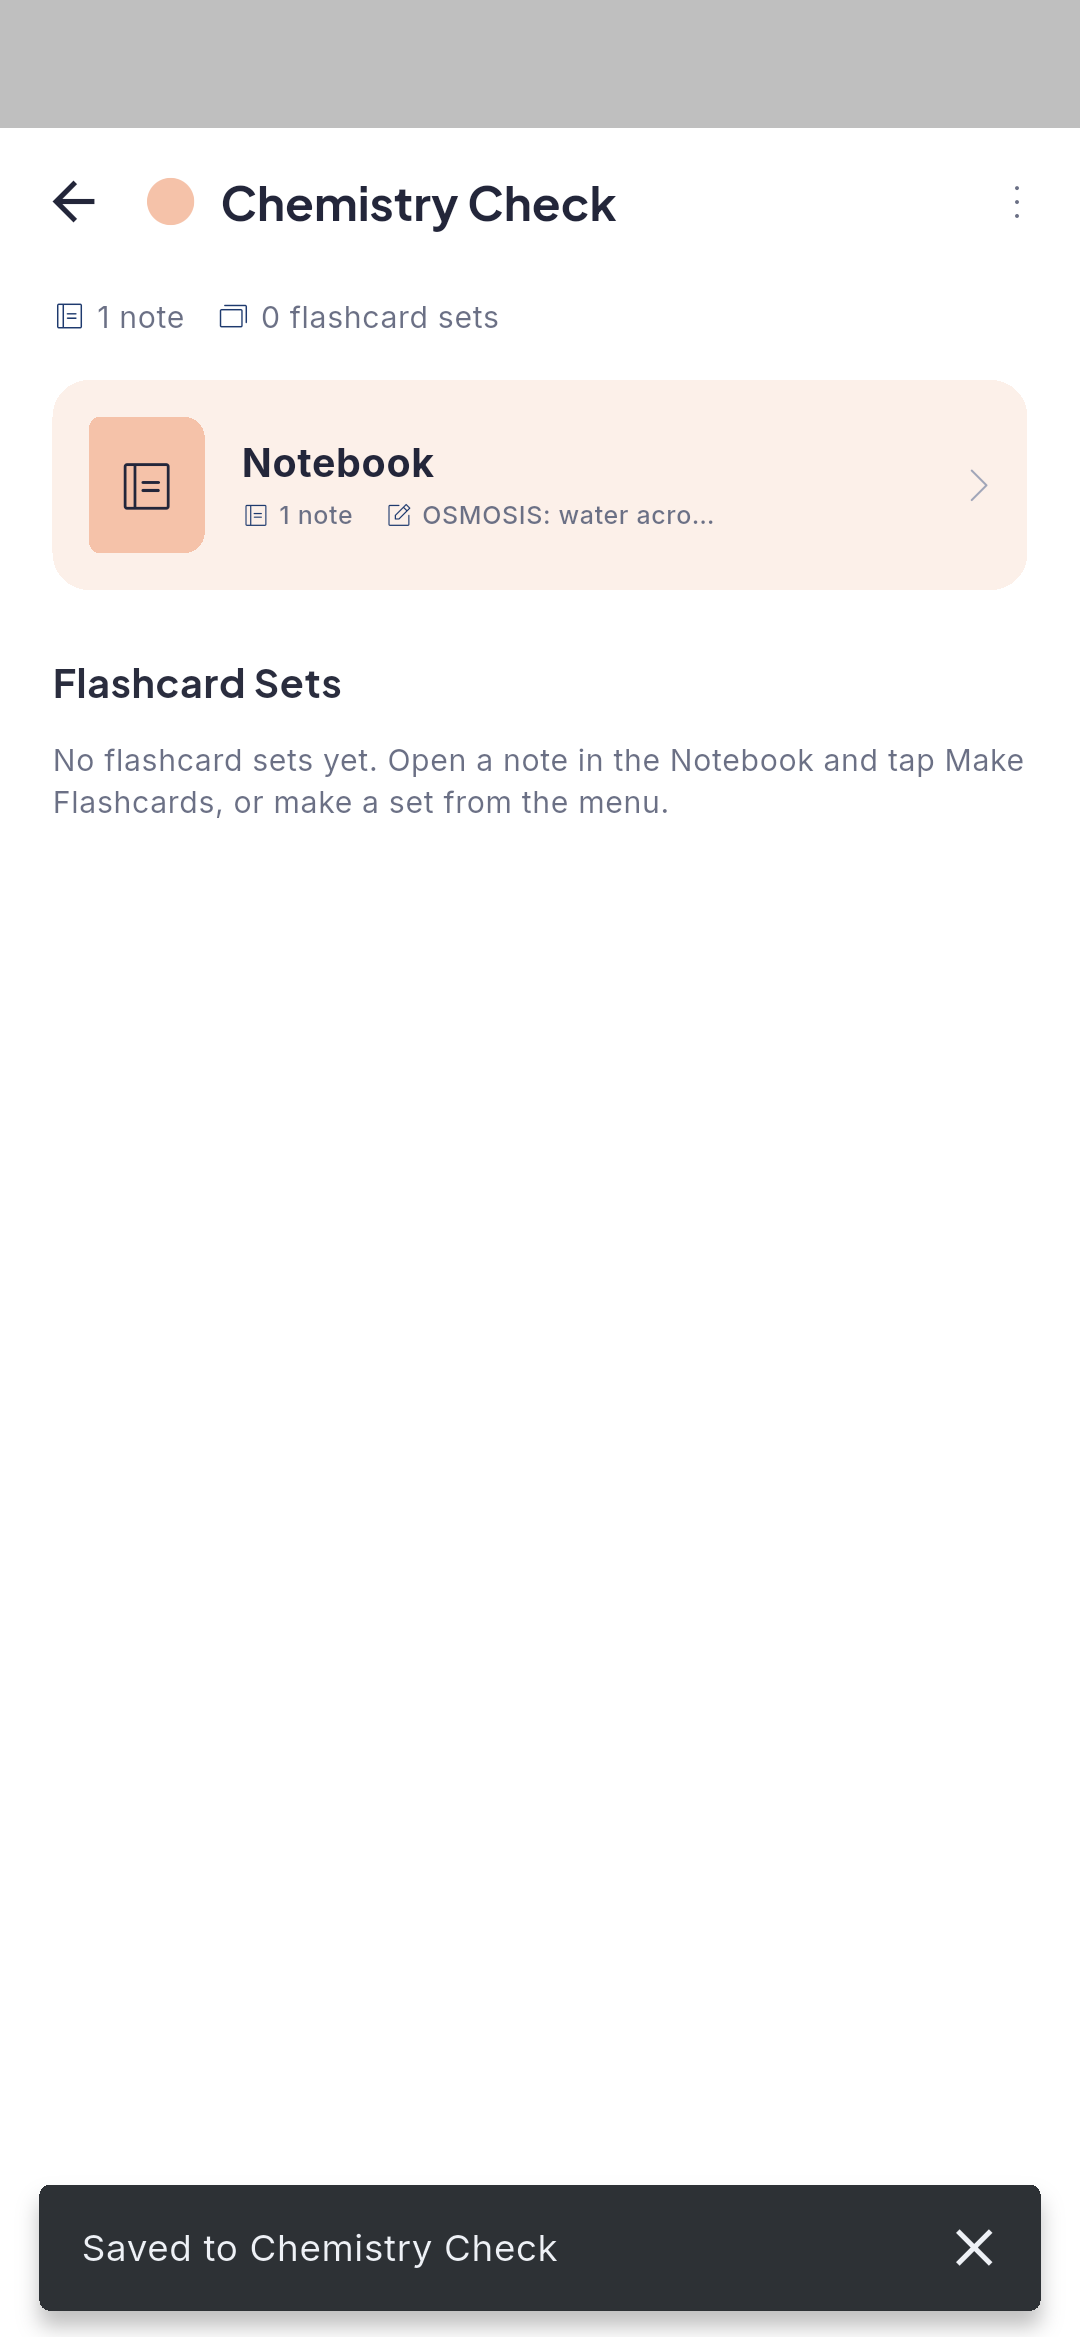 Chemistry Check
1 note 0 flashcard sets
Notebook
1 note OSMOSIS: water acro...
Flashcard Sets
No flashcard sets yet. Open a note in the Notebook and tap Make
Flashcards, or make a set from the menu.
Saved to Chemistry Check